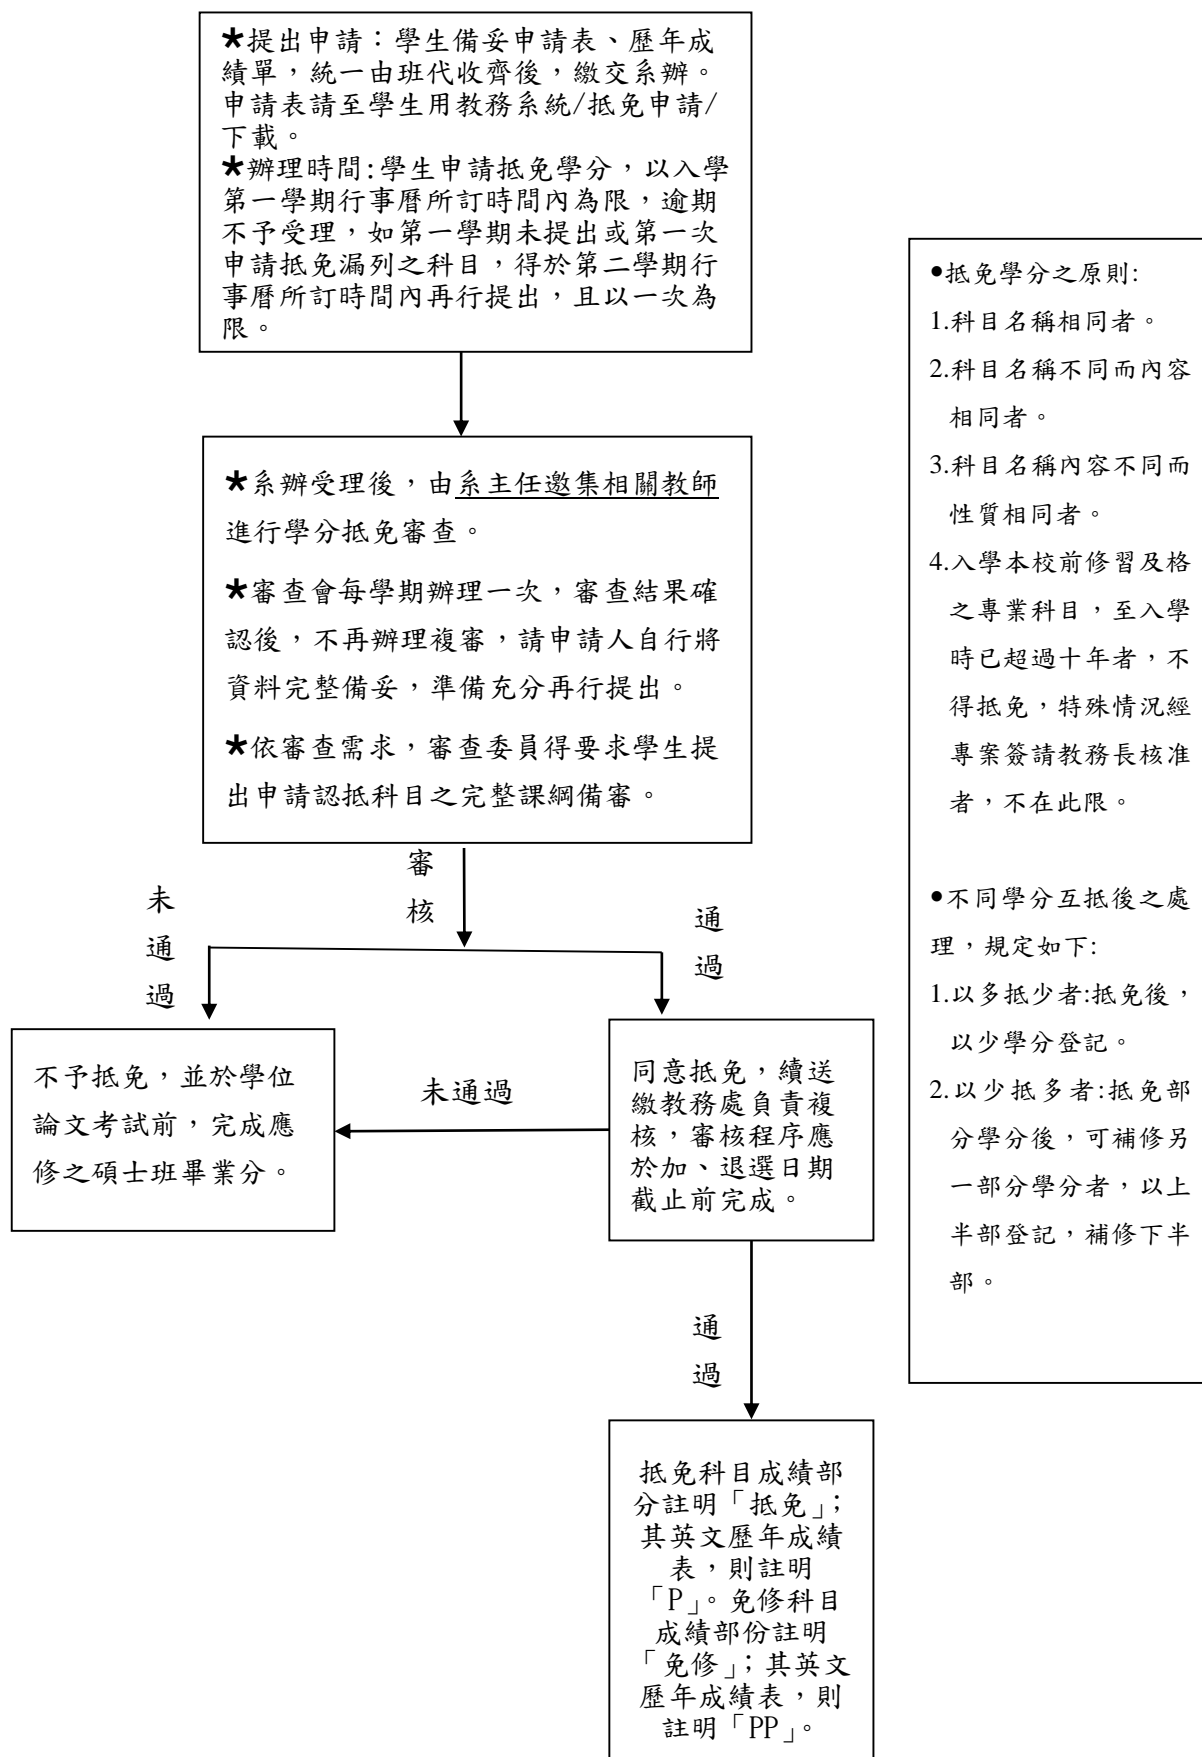 ★提出申請：學生備妥申請表、歷年成
績單，統一由班代收齊後，繳交系辦。
申請表請至學生用教務系統/抵免申請/
下載。
★辦理時間:學生申請抵免學分，以入學
第一學期行事曆所訂時間內為限，逾期
不予受理，如第一學期未提出或第一次
申請抵免漏列之科目，得於第二學期行
事曆所訂時間內再行提出，且以一次為
限。
★系辦受理後，由系主任邀集相關教師
進行學分抵免審查。
★審查會每學期辦理一次，審查結果確
認後，不再辦理複審，請申請人自行將
資料完整備妥，準備充分再行提出。
★依審查需求，審查委員得要求學生提
出申請認抵科目之完整課綱備審。
審
核
未
通
過
通
過
不予抵免，並於學位
論文考試前，完成應
修之碩士班畢業分。
未通過
同意抵免，續送
繳教務處負責複
核，審核程序應
於加、退選日期
截止前完成。
通
過
抵免科目成績部
分註明「抵免」；
其英文歷年成績
表，則註明
「P」。免修科目
成績部份註明
「免修」；其英文
歷年成績表，則
註明「PP」。
●抵免學分之原則:
1.科目名稱相同者。
2.科目名稱不同而內容
相同者。
3.科目名稱內容不同而
性質相同者。
4.入學本校前修習及格
之專業科目，至入學
時已超過十年者，不
得抵免，特殊情況經
專案簽請教務長核准
者，不在此限。
●不同學分互抵後之處
理，規定如下:
1.以多抵少者:抵免後，
以少學分登記。
2.以少抵多者:抵免部
分學分後，可補修另
一部分學分者，以上
半部登記，補修下半
部。